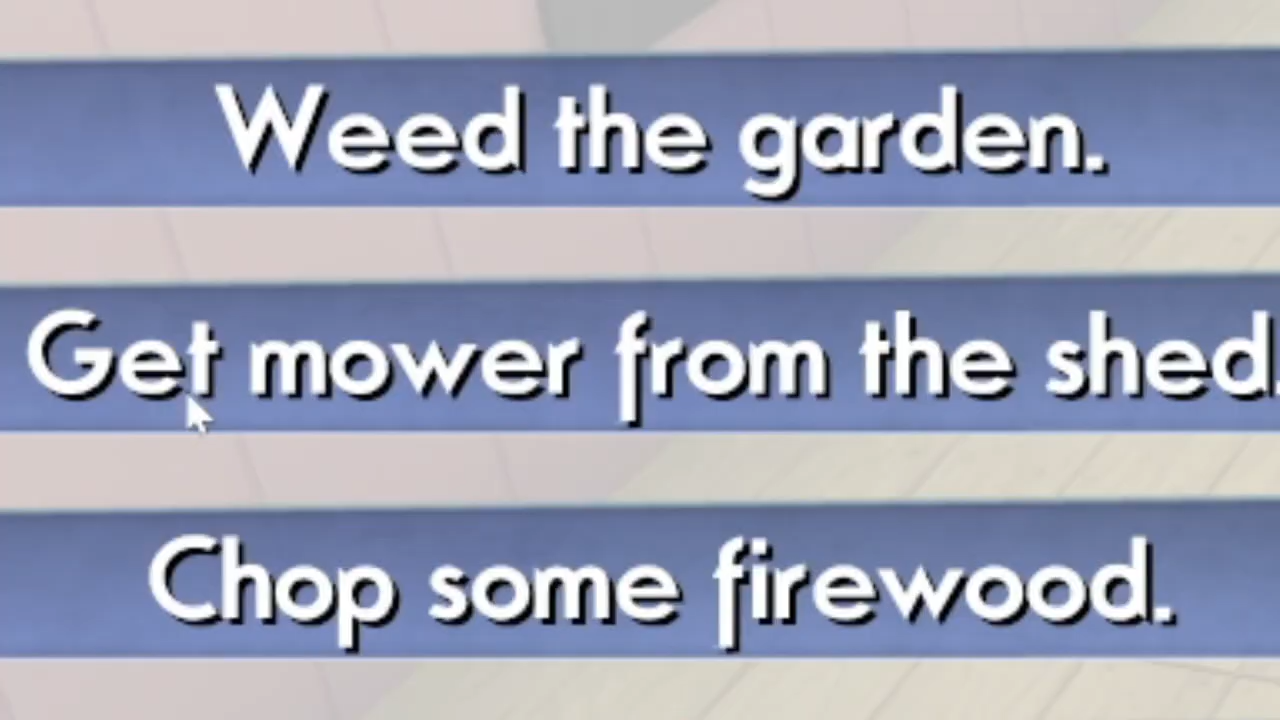 Weed the garden.
Get mower from the shed.
Chop some firewood.